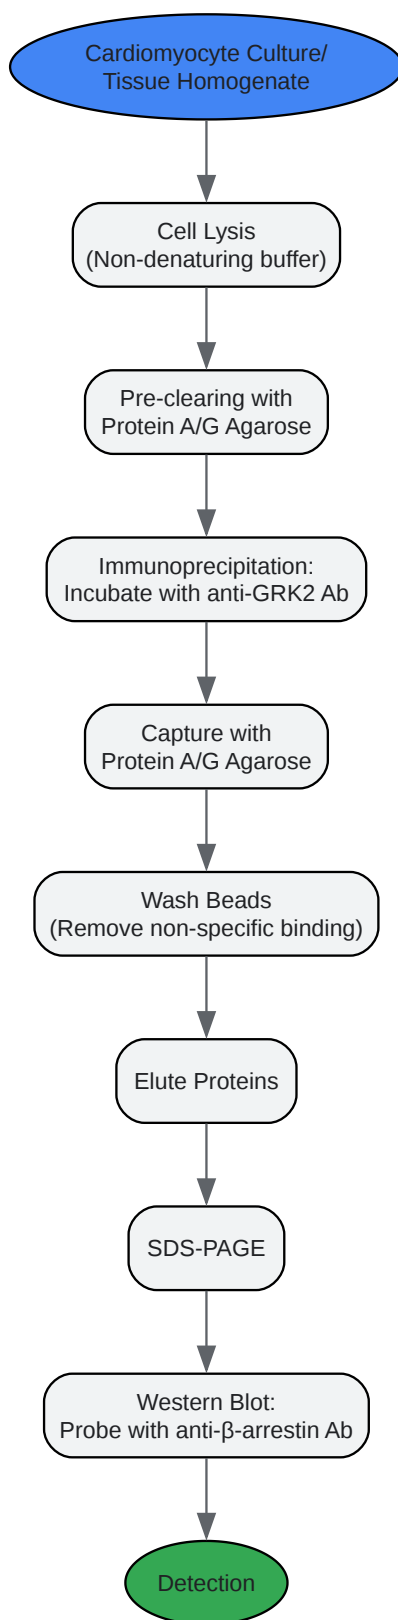 Cardiomyocyte Culture/
Tissue Homogenate
Cell Lysis
(Non-denaturing buffer)
Pre-clearing with
Protein A/G Agarose
Immunoprecipitation:
Incubate with anti-GRK2 Ab
Capture with
Protein A/G Agarose
Wash Beads
(Remove non-specific binding)
Elute Proteins
SDS-PAGE
Western Blot:
Probe with anti-β-arrestin Ab
Detection